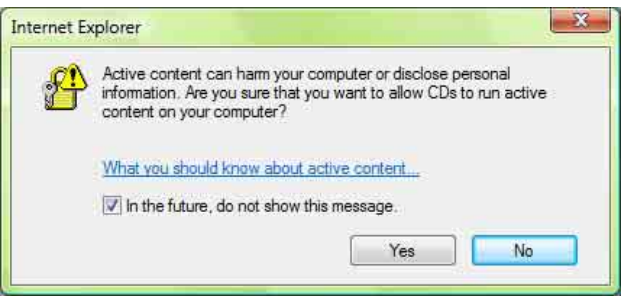 Internet Explorer
Active content can harm your computer or disclose personal
information. Are you sure that you want to allow CDs to run active
content on your computer?
What you should know about active content...
In the future, do not show this message.
Yes No